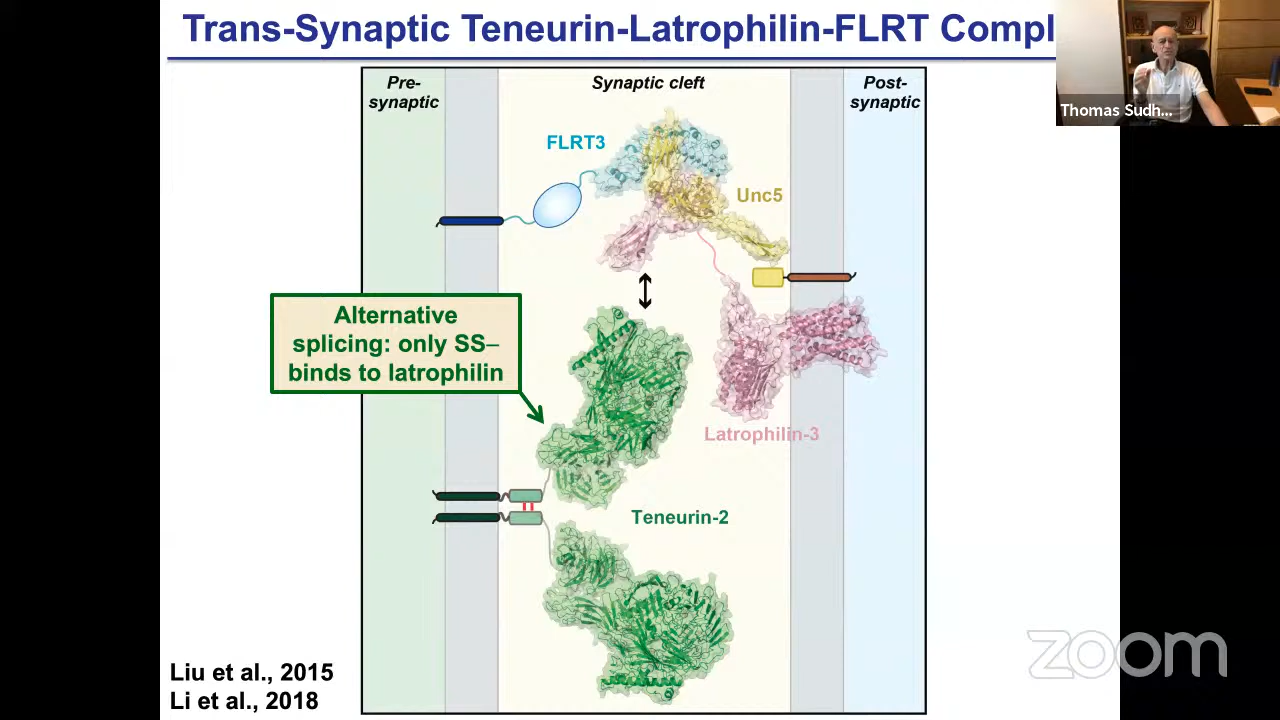 Trans-Synaptic Teneurin-Latrophilin-FLRT Compl
Thomas Sudh...
Pre-
synaptic
Synaptic cleft
Post-
synaptic
FLRT3
Unc5
Alternative
splicing: only SS–
binds to latrophilin
Latrophilin-3
Teneurin-2
Liu et al., 2015
Li et al., 2018
zoom